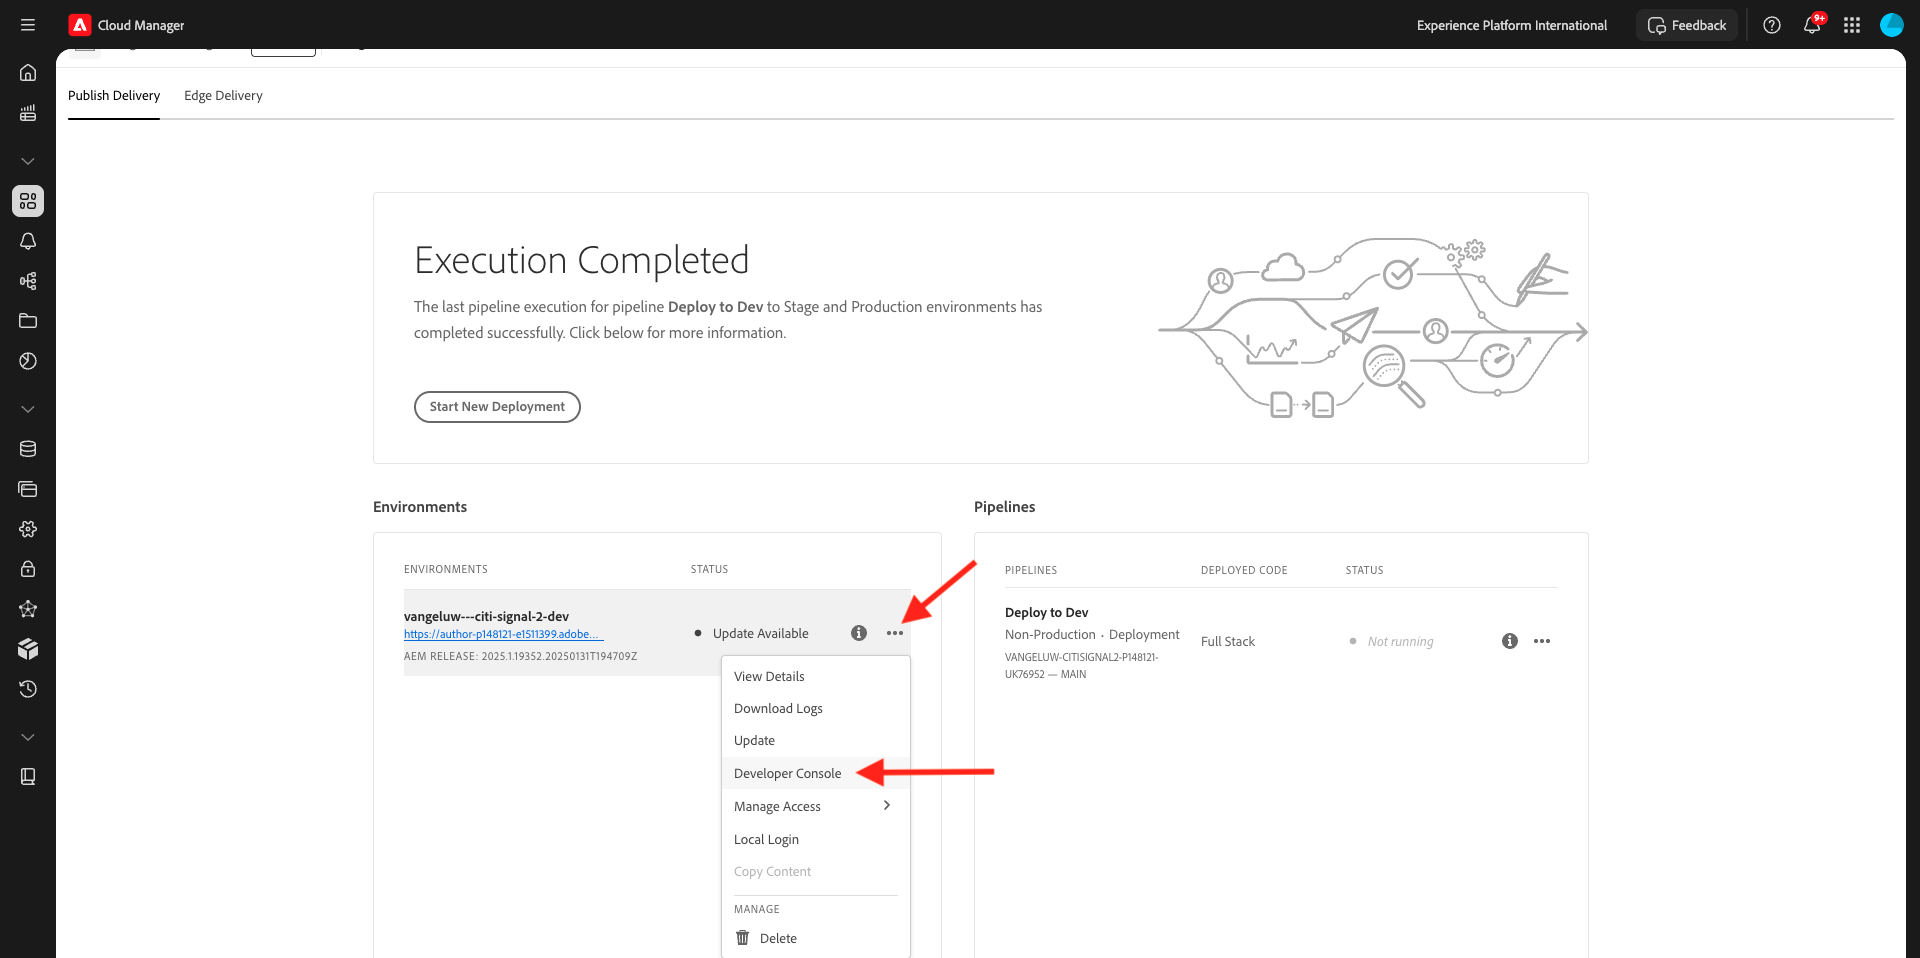 Cloud Manager
Experience Platform International
Feedback
9+
Publish Delivery
Edge Delivery
Execution Completed
The last pipeline execution for pipeline Deploy to Dev to Stage and Production environments has
completed successfully. Click below for more information.
Start New Deployment
Environments
ENVIRONMENTS
STATUS
vangeluw---citi-signal-2-dev
https://author-p148121-e1511399.adobe...
AEM RELEASE: 2025.1.19352.20250131T194709Z
Update Available
View Details
Download Logs
Update
Developer Console
Manage Access
Local Login
Copy Content
MANAGE
Delete
Pipelines
PIPELINES
DEPLOYED CODE
STATUS
Deploy to Dev
Non-Production · Deployment
VANGELUW-CITISIGNAL2-P148121-
UK76952 — MAIN
Full Stack
Not running